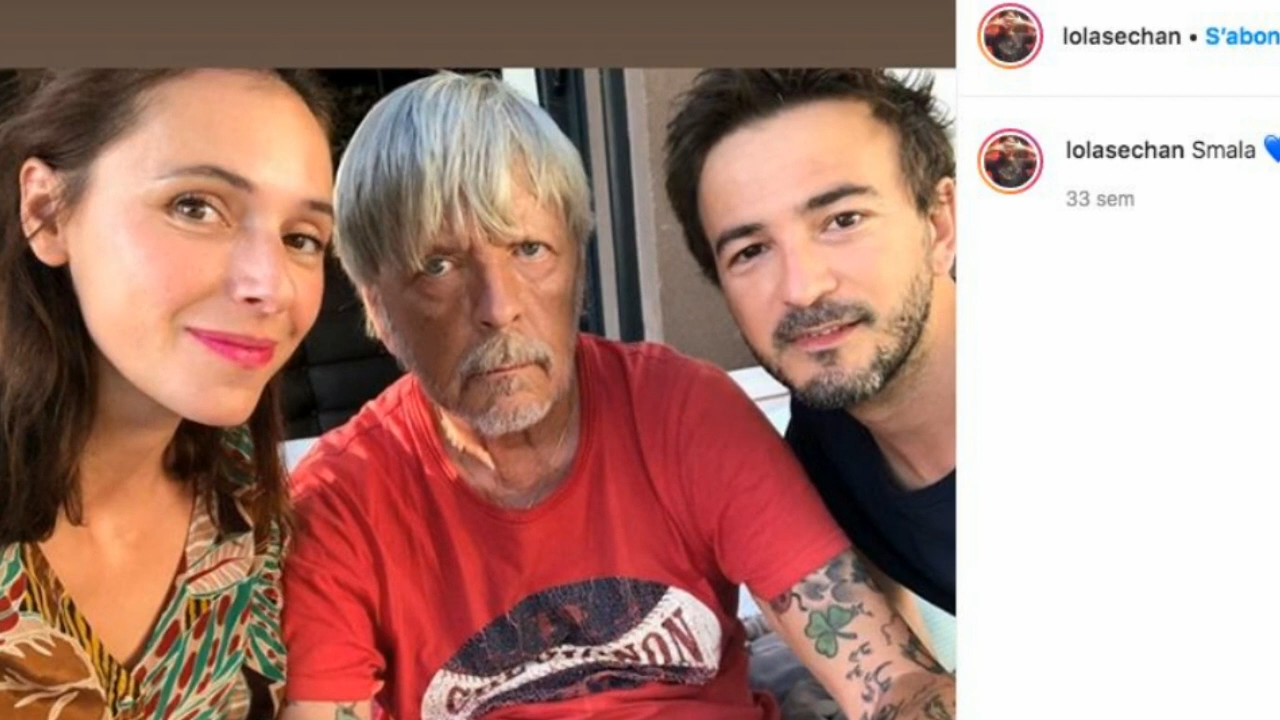 lolasechan • S'abon
lolasechan Smala 💙
33 sem